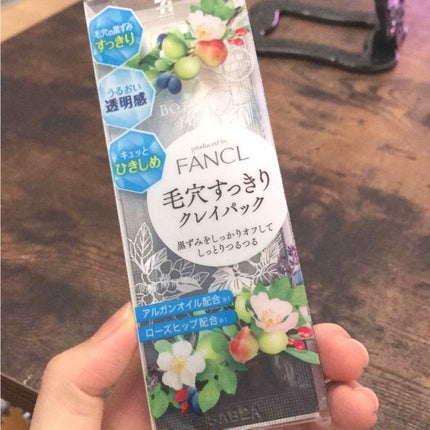 毛穴の黒ずみ
すっきり
うるおい
透明感
キュッと
ひきしめ
BO
produced by
FANCL
毛穴すっきり
クレイパック
黒ずみをしっかりオフして
しっとりつるつる
アルガンオイル配合※1
ローズヒップ配合※1